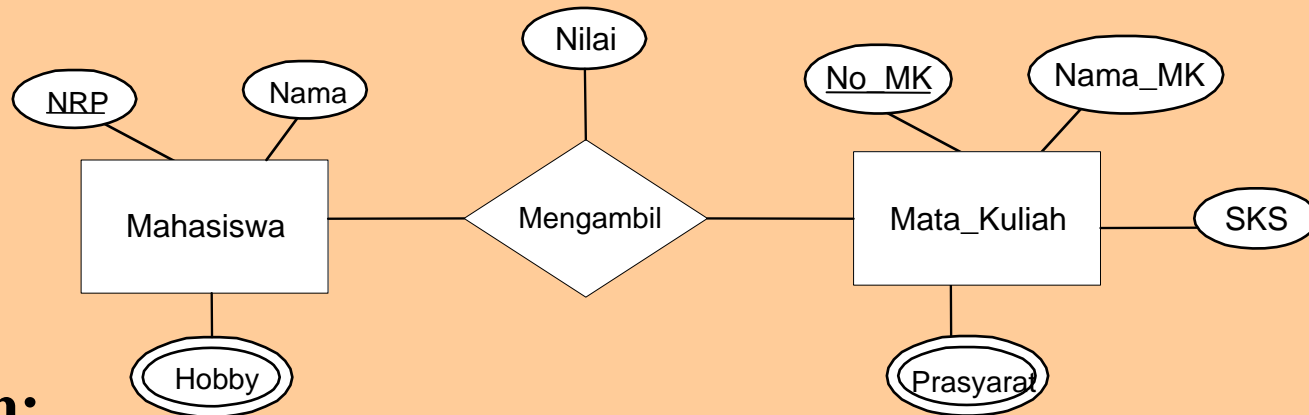 Nilai
NRP
Nama
No_MK
Nama_MK
Mahasiswa
Mengambil
Mata_Kuliah
SKS
Hobby
Prasyarat